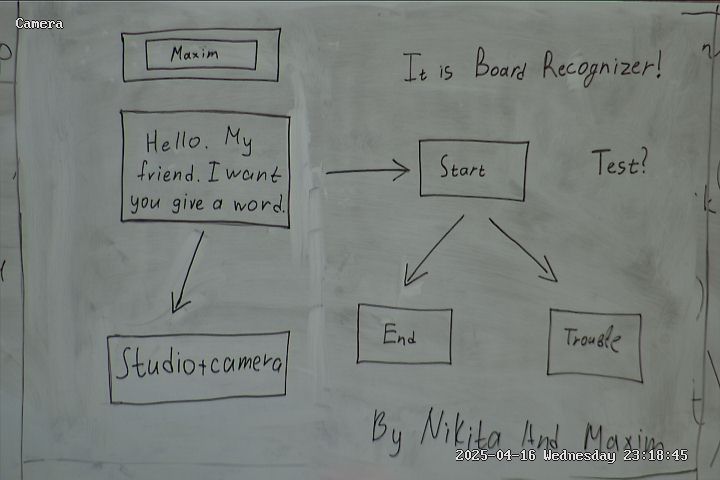 Camera
Maxim
It is Board Recognizer!
Hello. My
friend. I want
you give a word.
Start
Test?
Studio+camera
End
Trouble
By Nikita And Maxim
2025-04-16 Wednesday 23:18:45